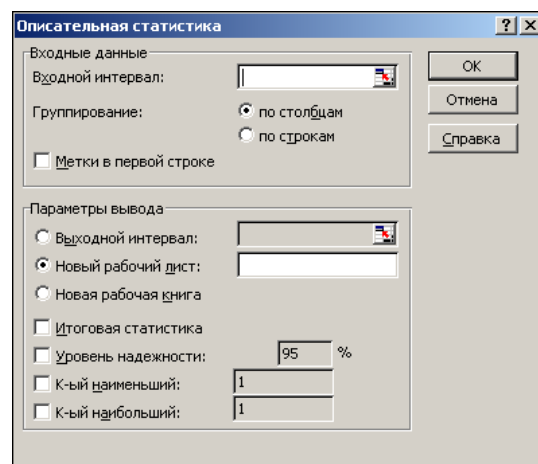 Описательная статистика
Входные данные
Входной интервал:
Группирование:
по столбцам
по строкам
Метки в первой строке
OK
Отмена
Справка
Параметры вывода
Выходной интервал:
Новый рабочий лист:
Новая рабочая книга
Итоговая статистика
Уровень надежности: 95 %
К-ый наименьший: 1
К-ый наибольший: 1